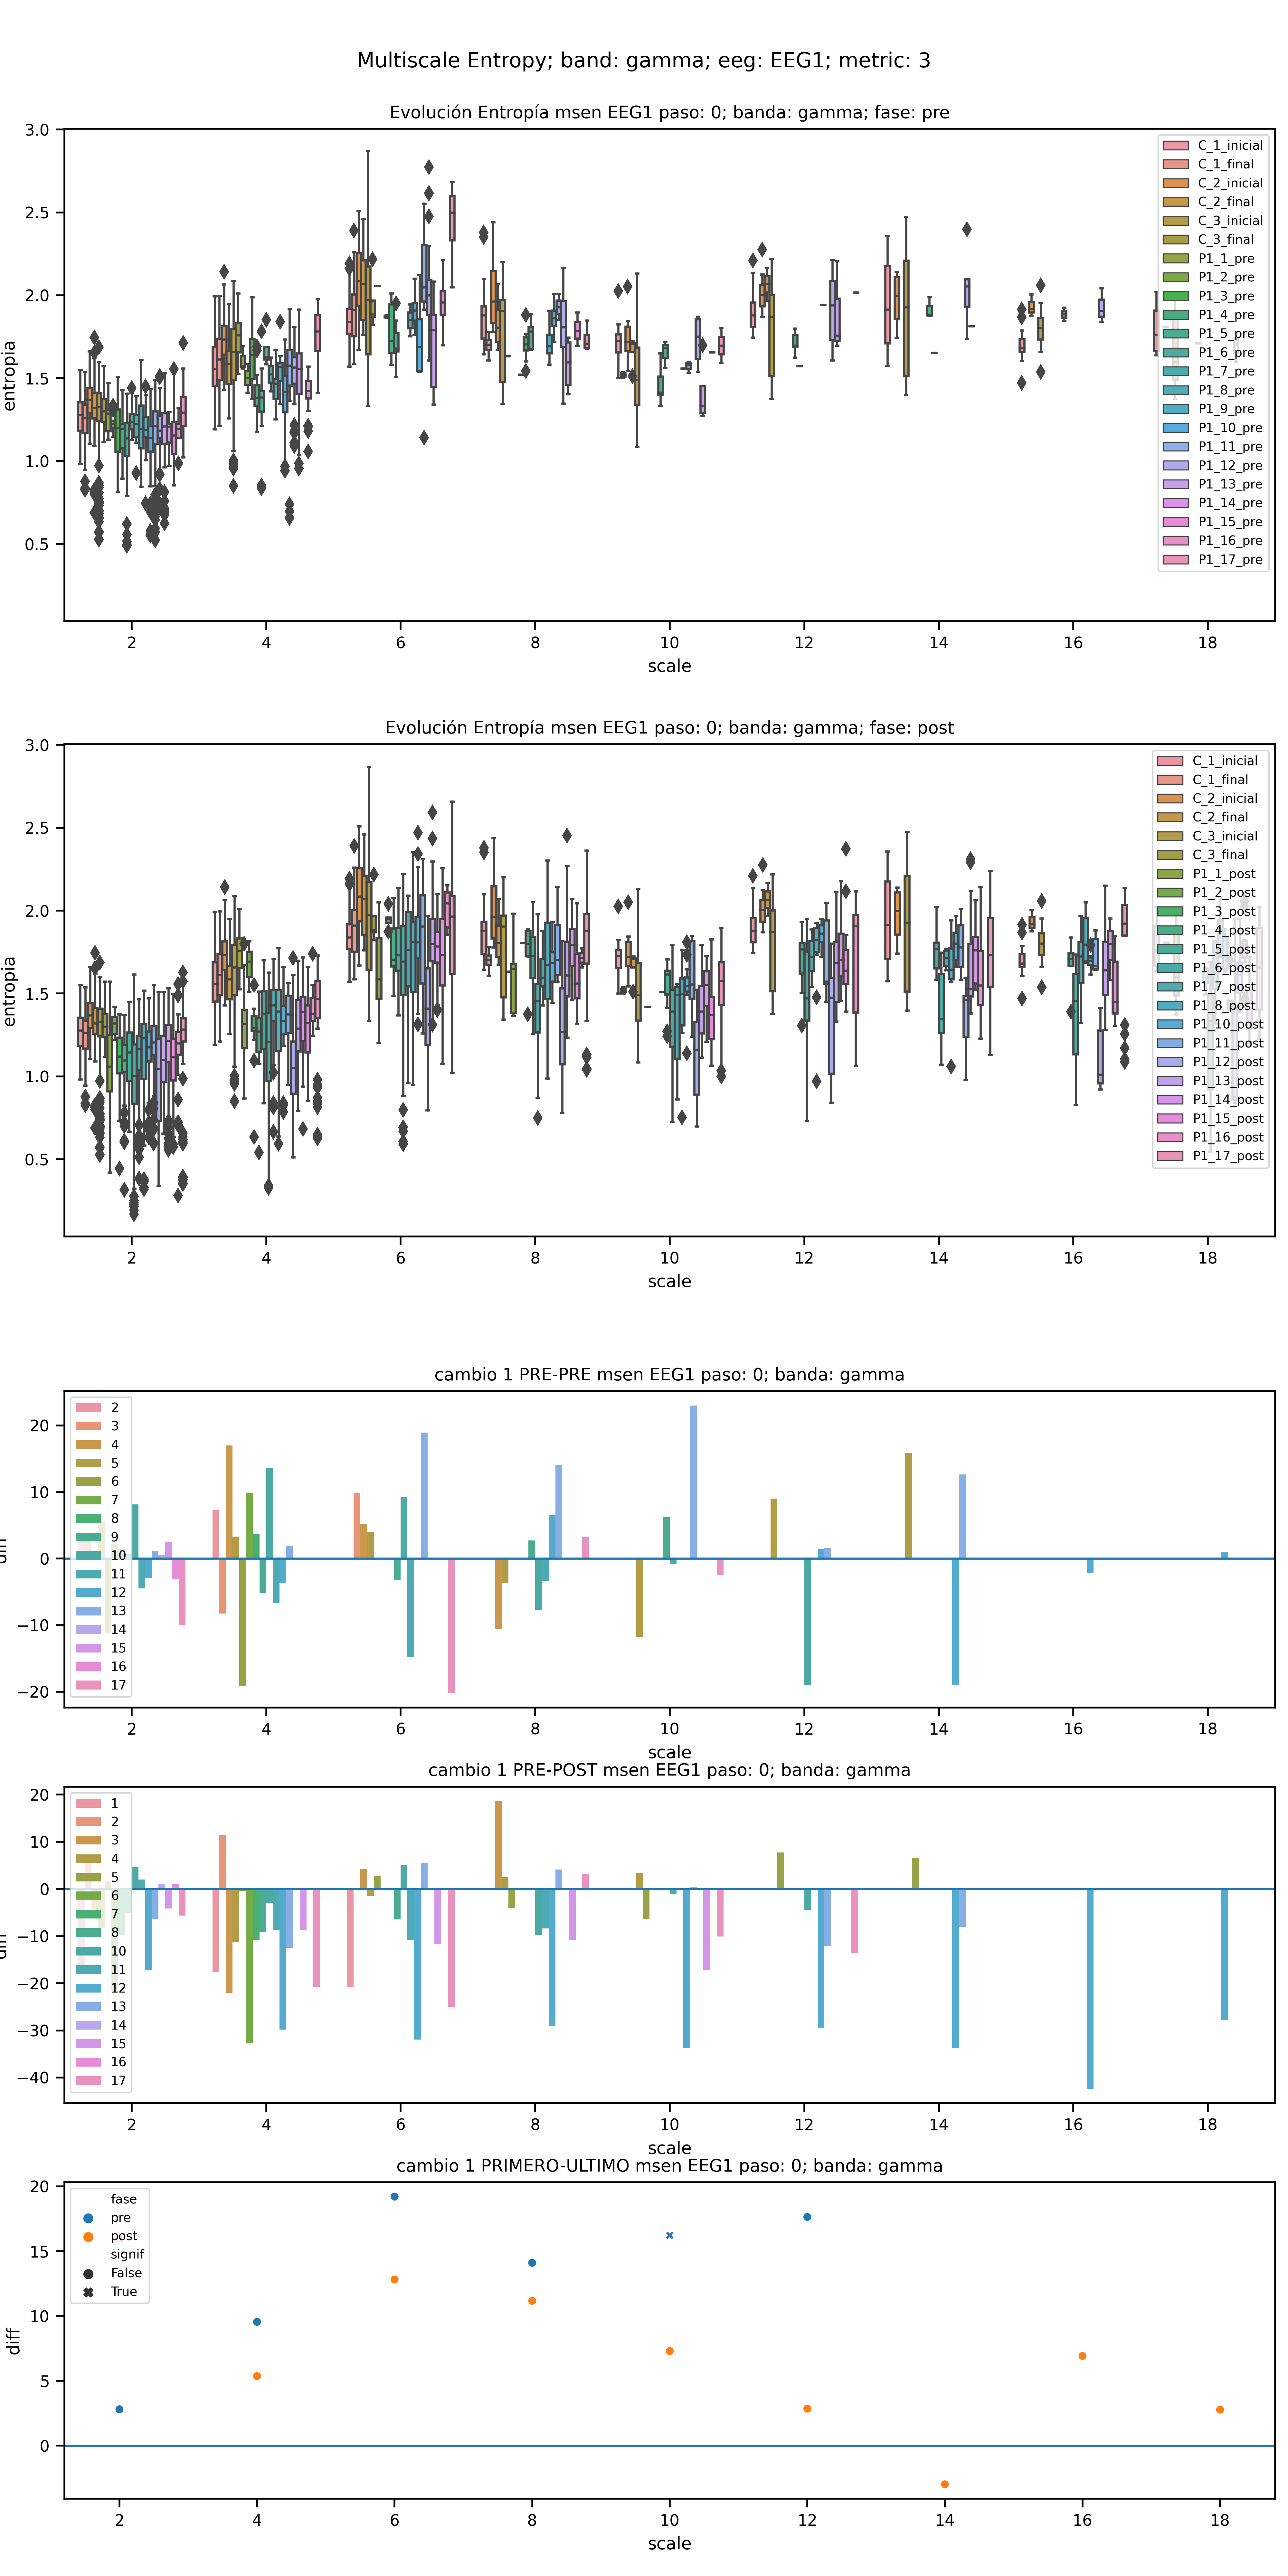 Multiscale Entropy; band: gamma; eeg: EEG1; metric: 3
Evolución Entropía msen EEG1 paso: 0; banda: gamma; fase: pre
3.0
2.5
2.0
1.5
1.0
0.5
entropia
C_1_inicial
C_1_final
C_2_inicial
C_2_final
C_3_inicial
C_3_final
P1_1_pre
P1_2_pre
P1_3_pre
P1_4_pre
P1_5_pre
P1_6_pre
P1_7_pre
P1_8_pre
P1_9_pre
P1_10_pre
P1_11_pre
P1_12_pre
P1_13_pre
P1_14_pre
P1_15_pre
P1_16_pre
P1_17_pre
2 4 6 8 10 12 14 16 18
scale
Evolución Entropía msen EEG1 paso: 0; banda: gamma; fase: post
3.0
2.5
2.0
1.5
1.0
0.5
entropia
C_1_inicial
C_1_final
C_2_inicial
C_2_final
C_3_inicial
C_3_final
P1_1_post
P1_2_post
P1_3_post
P1_4_post
P1_5_post
P1_6_post
P1_7_post
P1_8_post
P1_10_post
P1_11_post
P1_12_post
P1_13_post
P1_14_post
P1_15_post
P1_16_post
P1_17_post
2 4 6 8 10 12 14 16 18
scale
cambio 1 PRE-PRE msen EEG1 paso: 0; banda: gamma
20
10
0
−10
−20
2
3
4
5
6
7
8
9
10
11
12
13
14
15
16
17
2 4 6 8 10 12 14 16 18
scale
cambio 1 PRE-POST msen EEG1 paso: 0; banda: gamma
20
10
0
−10
−20
−30
−40
1
2
3
4
5
6
7
8
10
11
12
13
14
15
16
17
2 4 6 8 10 12 14 16 18
scale
cambio 1 PRIMERO-ULTIMO msen EEG1 paso: 0; banda: gamma
20
15
10
5
0
diff
fase
pre
post
signif
False
True
2 4 6 8 10 12 14 16 18
scale